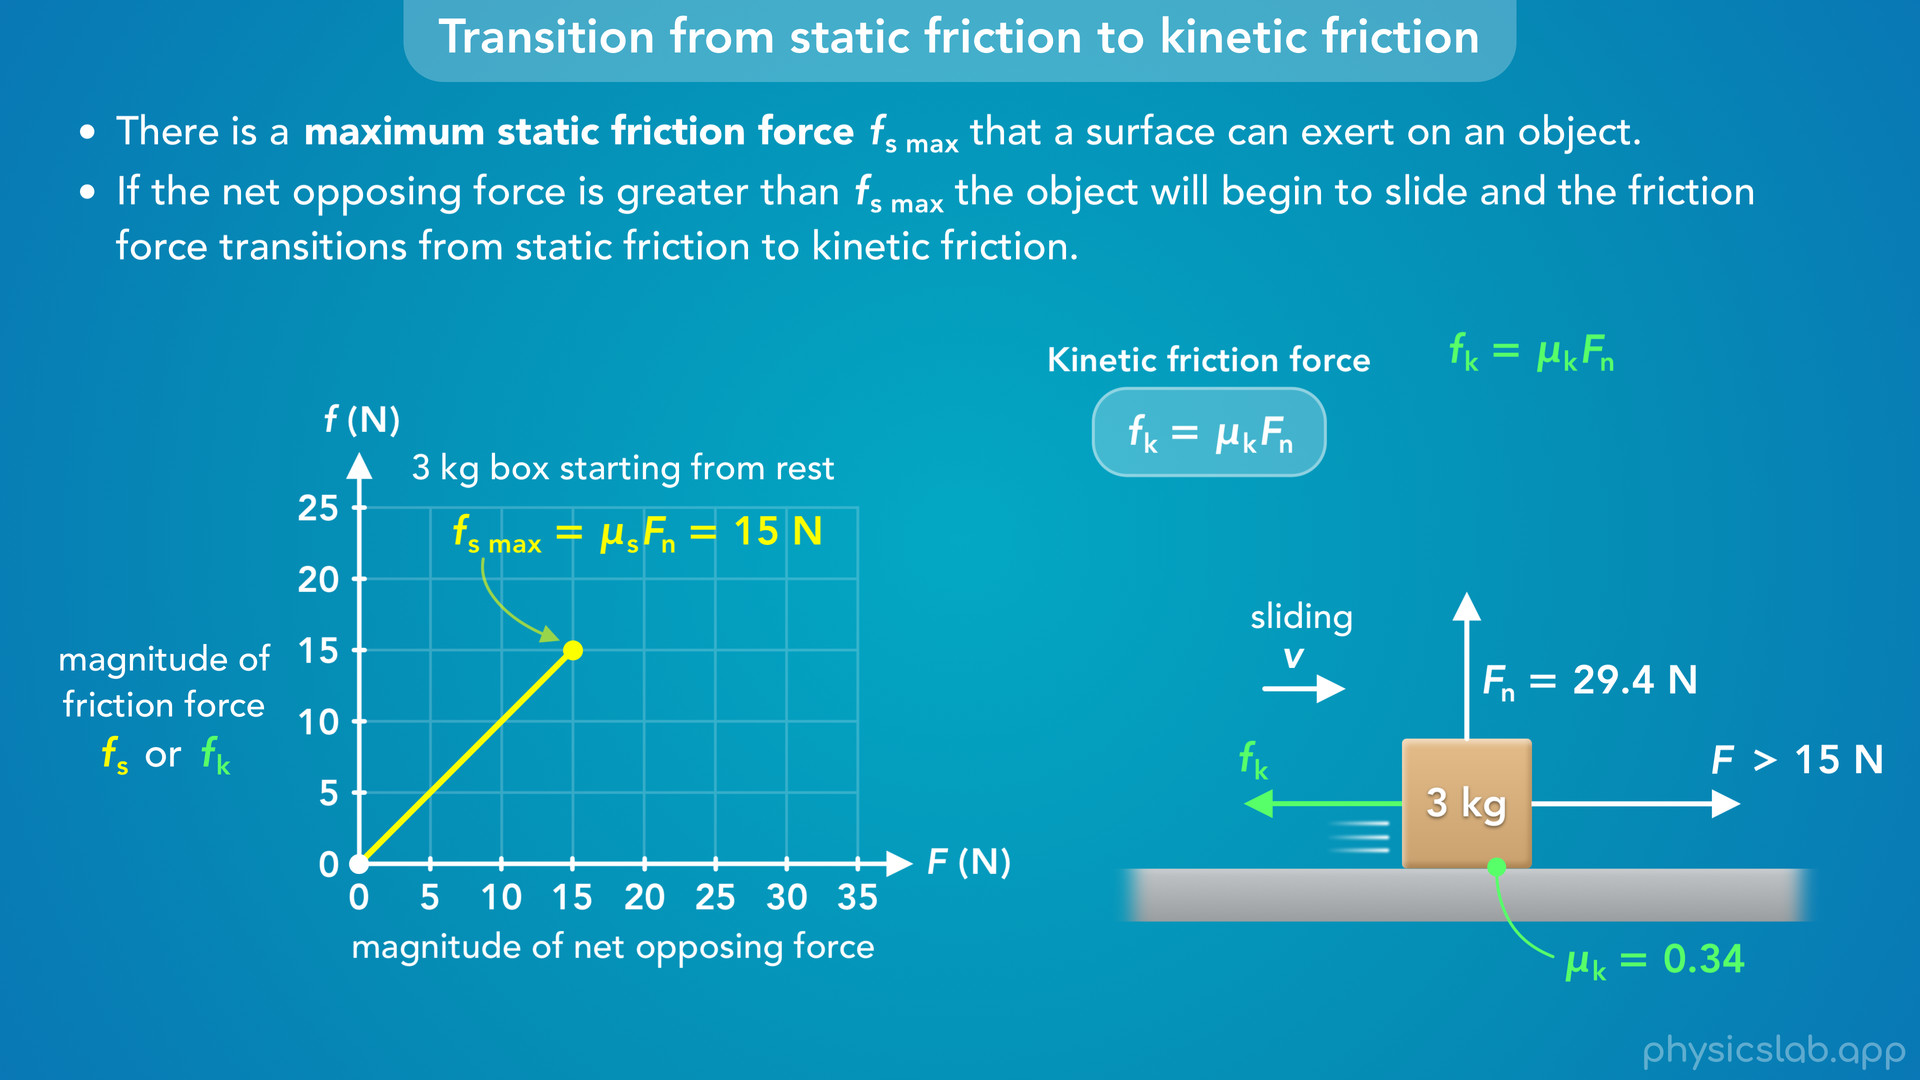 Transition from static friction to kinetic friction
• There is a maximum static friction force fs max that a surface can exert on an object.
• If the net opposing force is greater than fs max the object will begin to slide and the friction
force transitions from static friction to kinetic friction.
Kinetic friction force
fk = μkFn
fk = μkFn
f (N)
3 kg box starting from rest
fs max = μsFn = 15 N
25
20
15
10
5
0
magnitude of
friction force
fs or fk
0 5 10 15 20 25 30 35
F (N)
magnitude of net opposing force
sliding
v
Fn = 29.4 N
fk
3 kg
F > 15 N
μk = 0.34
physicslab.app